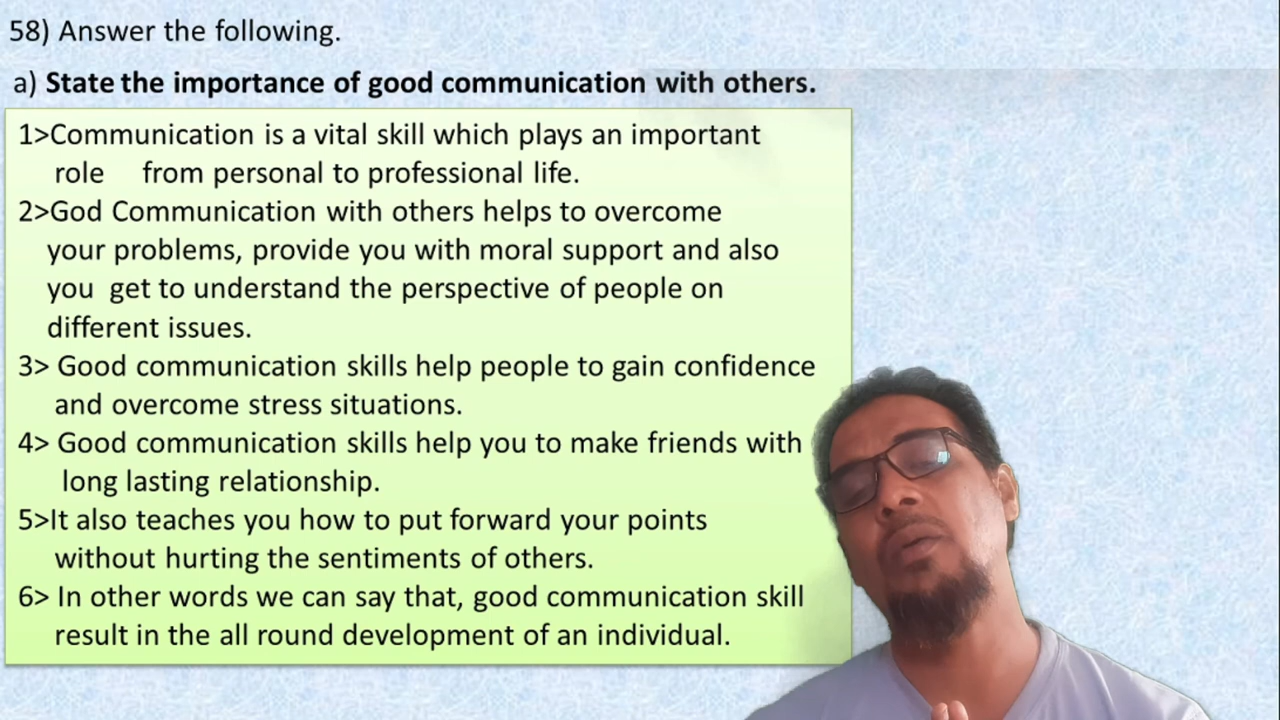 58) Answer the following.
a) State the importance of good communication with others.
1>Communication is a vital skill which plays an important
role from personal to professional life.
2>God Communication with others helps to overcome
your problems, provide you with moral support and also
you get to understand the perspective of people on
different issues.
3> Good communication skills help people to gain confidence
and overcome stress situations.
4> Good communication skills help you to make friends with
long lasting relationship.
5>It also teaches you how to put forward your points
without hurting the sentiments of others.
6> In other words we can say that, good communication skill
result in the all round development of an individual.